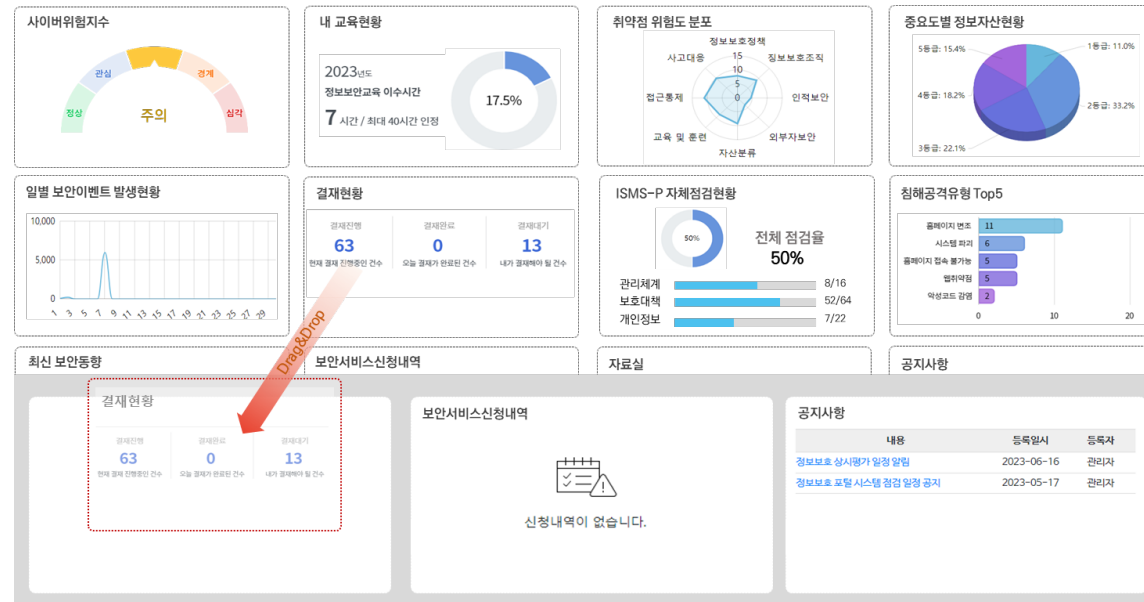 사이버위험지수
관심
경계
정상
주의
심각
내 교육현황
2023년도
정보보안교육 이수시간
7 시간 / 최대 40시간 인정
17.5%
취약점 위험도 분포
정보보호정책
사고대응
정보보호조직
15
10
5
0
접근통제
인적보안
교육 및 훈련
외부자보안
자산분류
중요도별 정보자산현황
5등급: 15.4%
1등급: 11.0%
4등급: 18.2%
2등급: 33.2%
3등급: 22.1%
일별 보안이벤트 발생현황
10,000
5,000
0
1 3 5 7 9 11 13 15 17 19 21 23 25 27 29
결재현황
결재진행 결재완료 결재대기
63 0 13
현재 결재 진행중인 건수 오늘 결재가 완료된 건수 내가 결재해야 될 건수
ISMS-P 자체점검현황
50%
전체 점검율
50%
관리체계 8/16
보호대책 52/64
개인정보 7/22
침해공격유형 Top5
홈페이지 변조 11
시스템 파괴 6
홈페이지 접속 불가능 5
웹취약점 5
악성코드 감염 2
0 10 20
Drag&Drop
최신 보안동향
보안서비스신청내역
자료실
공지사항
결재현황
결재진행 결재완료 결재대기
63 0 13
현재 결재 진행중인 건수 오늘 결재가 완료된 건수 내가 결재해야 될 건수
보안서비스신청내역
신청내역이 없습니다.
공지사항
내용 등록일시 등록자
정보보호 상시평가 일정 알림 2023-06-16 관리자
정보보호 포털 시스템 점검 일정 공지 2023-05-17 관리자